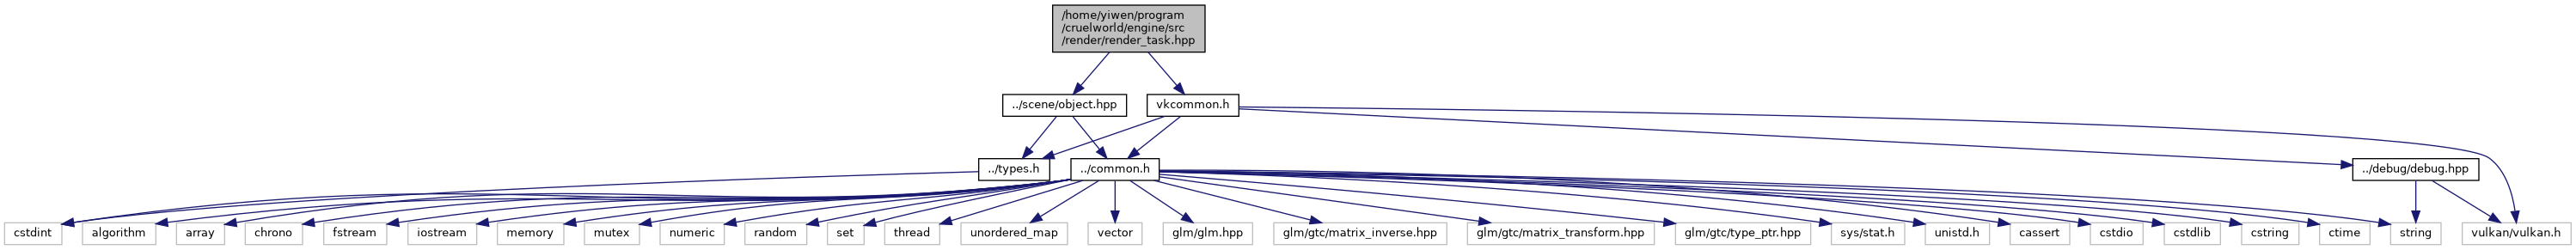 /home/yiwen/program
/cruelworld/engine/src
/render/render_task.hpp
../scene/object.hpp
vkcommon.h
../types.h
../common.h
../debug/debug.hpp
cstdint
algorithm
array
chrono
fstream
iostream
memory
mutex
numeric
random
set
thread
unordered_map
vector
glm/glm.hpp
glm/gtc/matrix_inverse.hpp
glm/gtc/matrix_transform.hpp
glm/gtc/type_ptr.hpp
sys/stat.h
unistd.h
cassert
cstdio
cstdlib
cstring
ctime
string
vulkan/vulkan.h